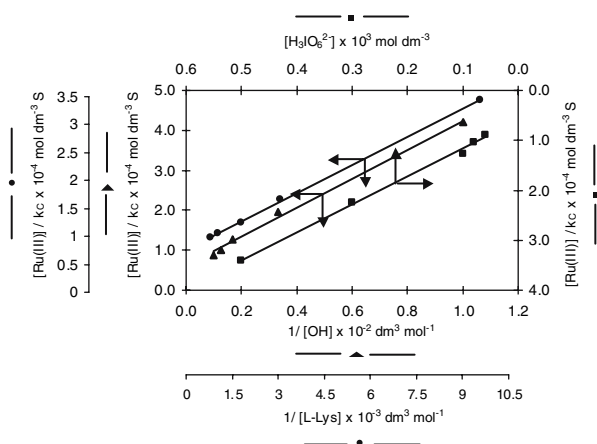 [H3IO6^2-] x 10^3 mol dm^-3
0.6 0.5 0.4 0.3 0.2 0.1 0.0
[Ru(III)] / kc x 10^-4 mol dm^-3 S
3.5
3
2.5
2
1.5
1
0.5
0
[Ru(III)] / kc x 10^-4 mol dm^-3 S
5.0
4.0
3.0
2.0
1.0
0.0
0.0
1.0
2.0
3.0
4.0
[Ru(III)] / kc x 10^-4 mol dm^-3 S
0.0 0.2 0.4 0.6 0.8 1.0 1.2
1/ [OH] x 10^-2 dm^3 mol^-1
0 1.5 3 4.5 6 7.5 9 10.5
1/ [L-Lys] x 10^-3 dm^3 mol^-1